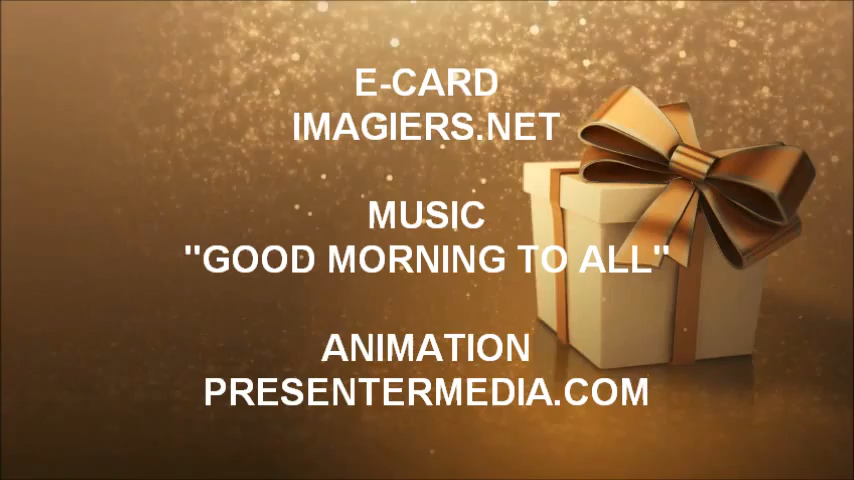 E-CARD
IMAGIERS.NET
MUSIC
"GOOD MORNING TO ALL"
ANIMATION
PRESENTERMEDIA.COM